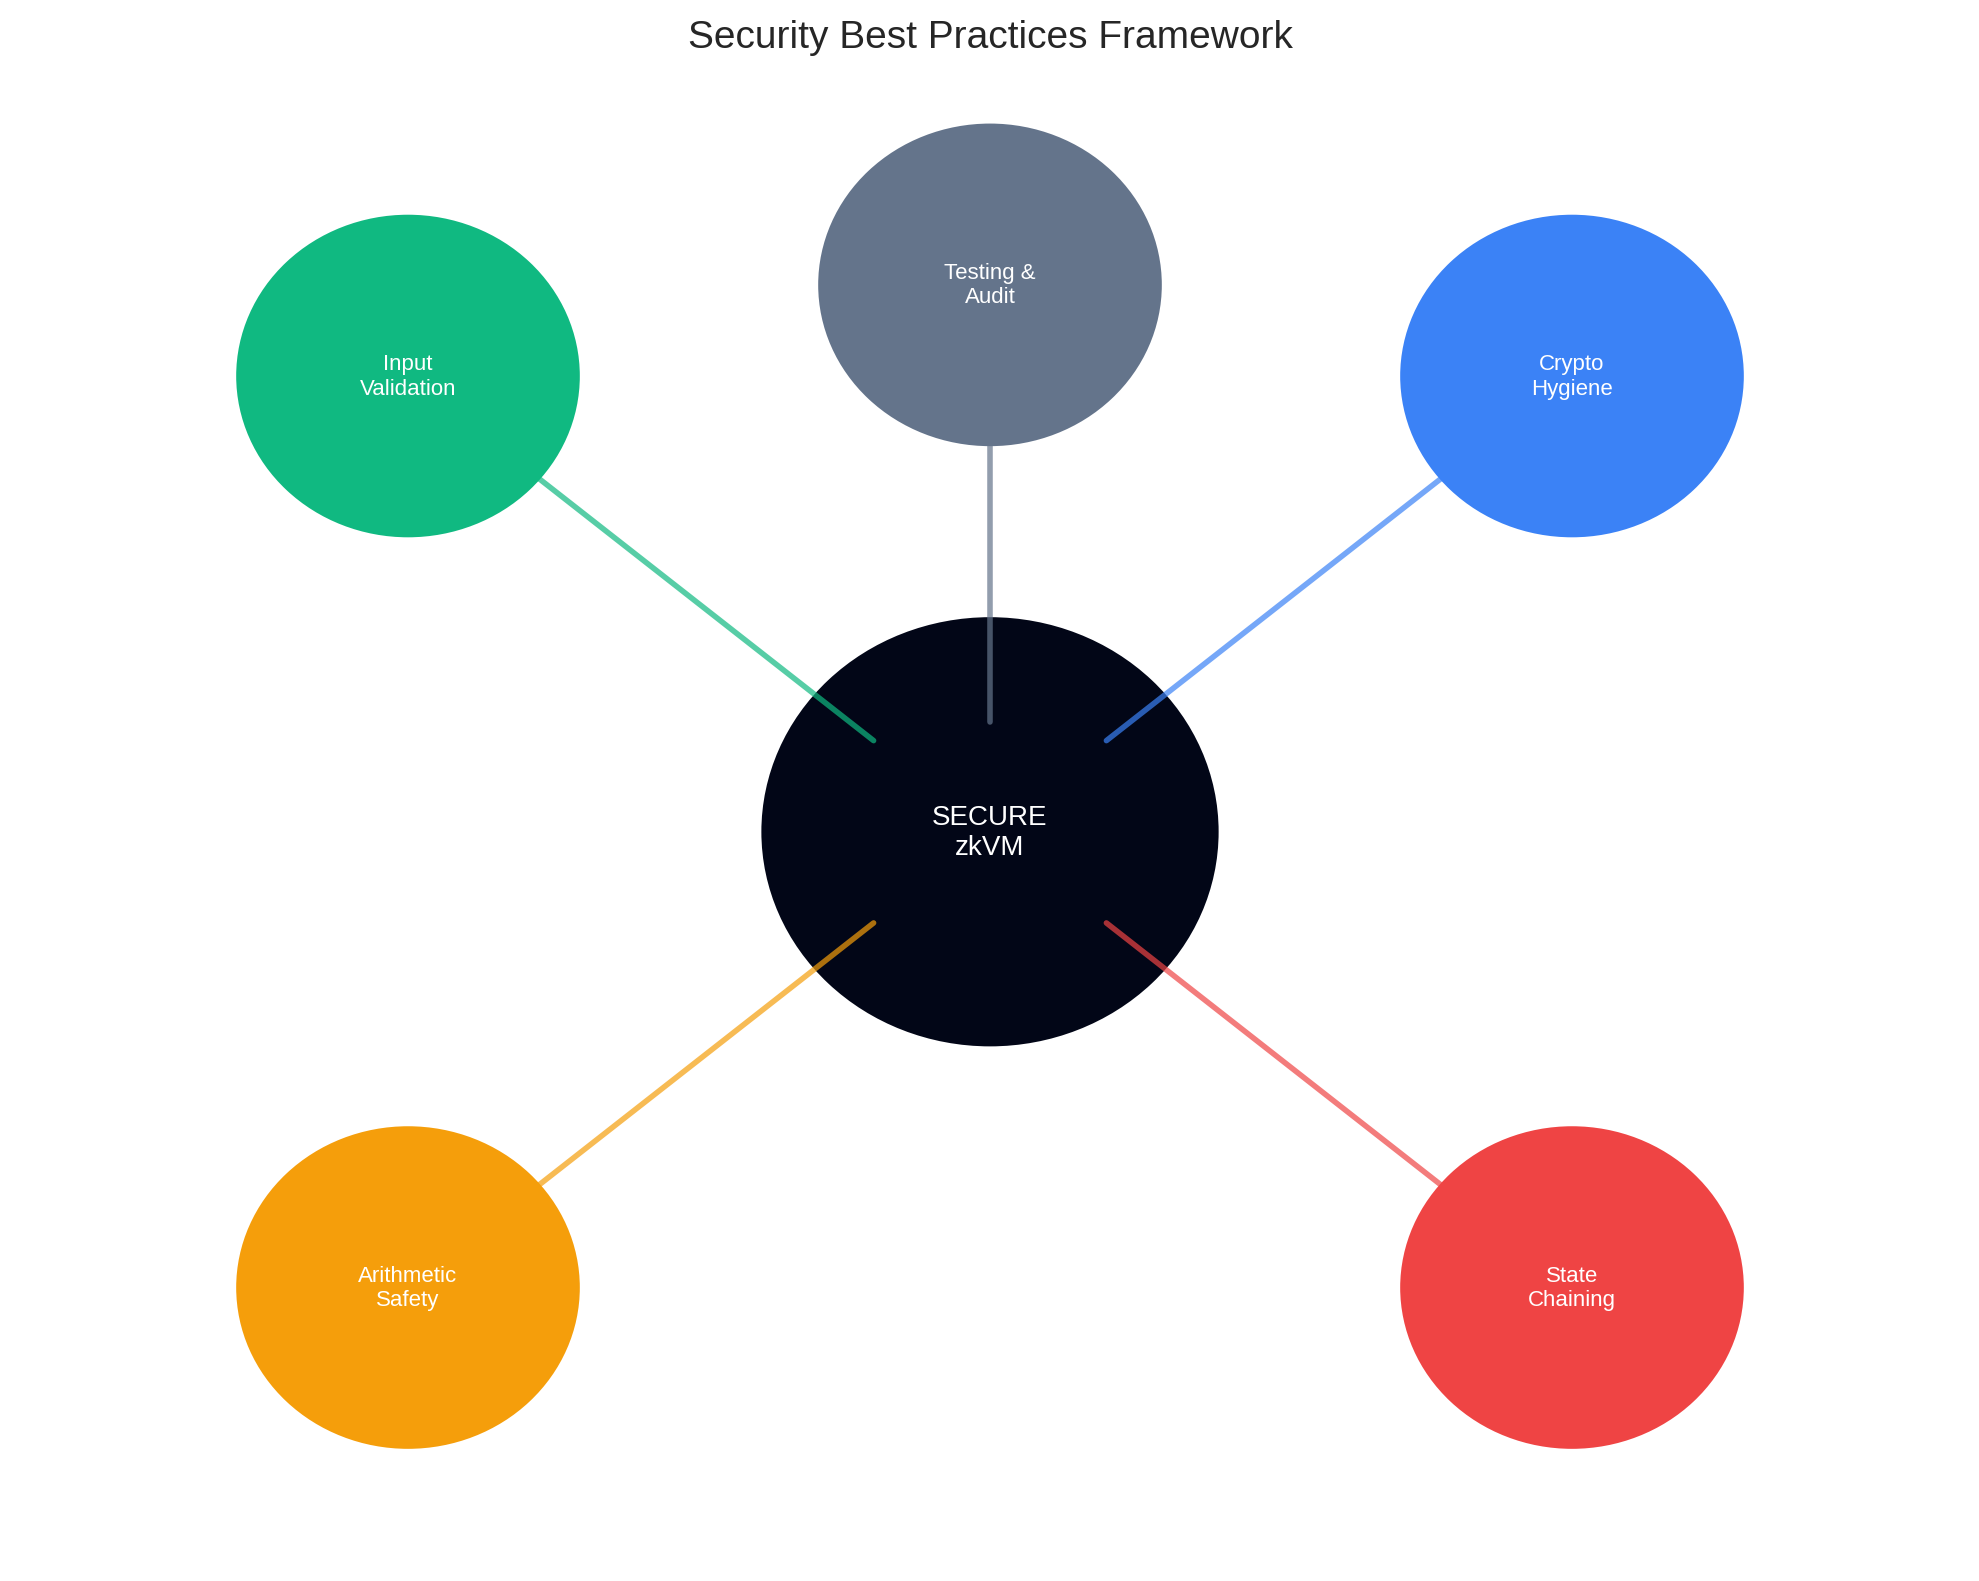 Security Best Practices Framework
Testing &
Audit
Input
Validation
Crypto
Hygiene
SECURE
zkVM
Arithmetic
Safety
State
Chaining